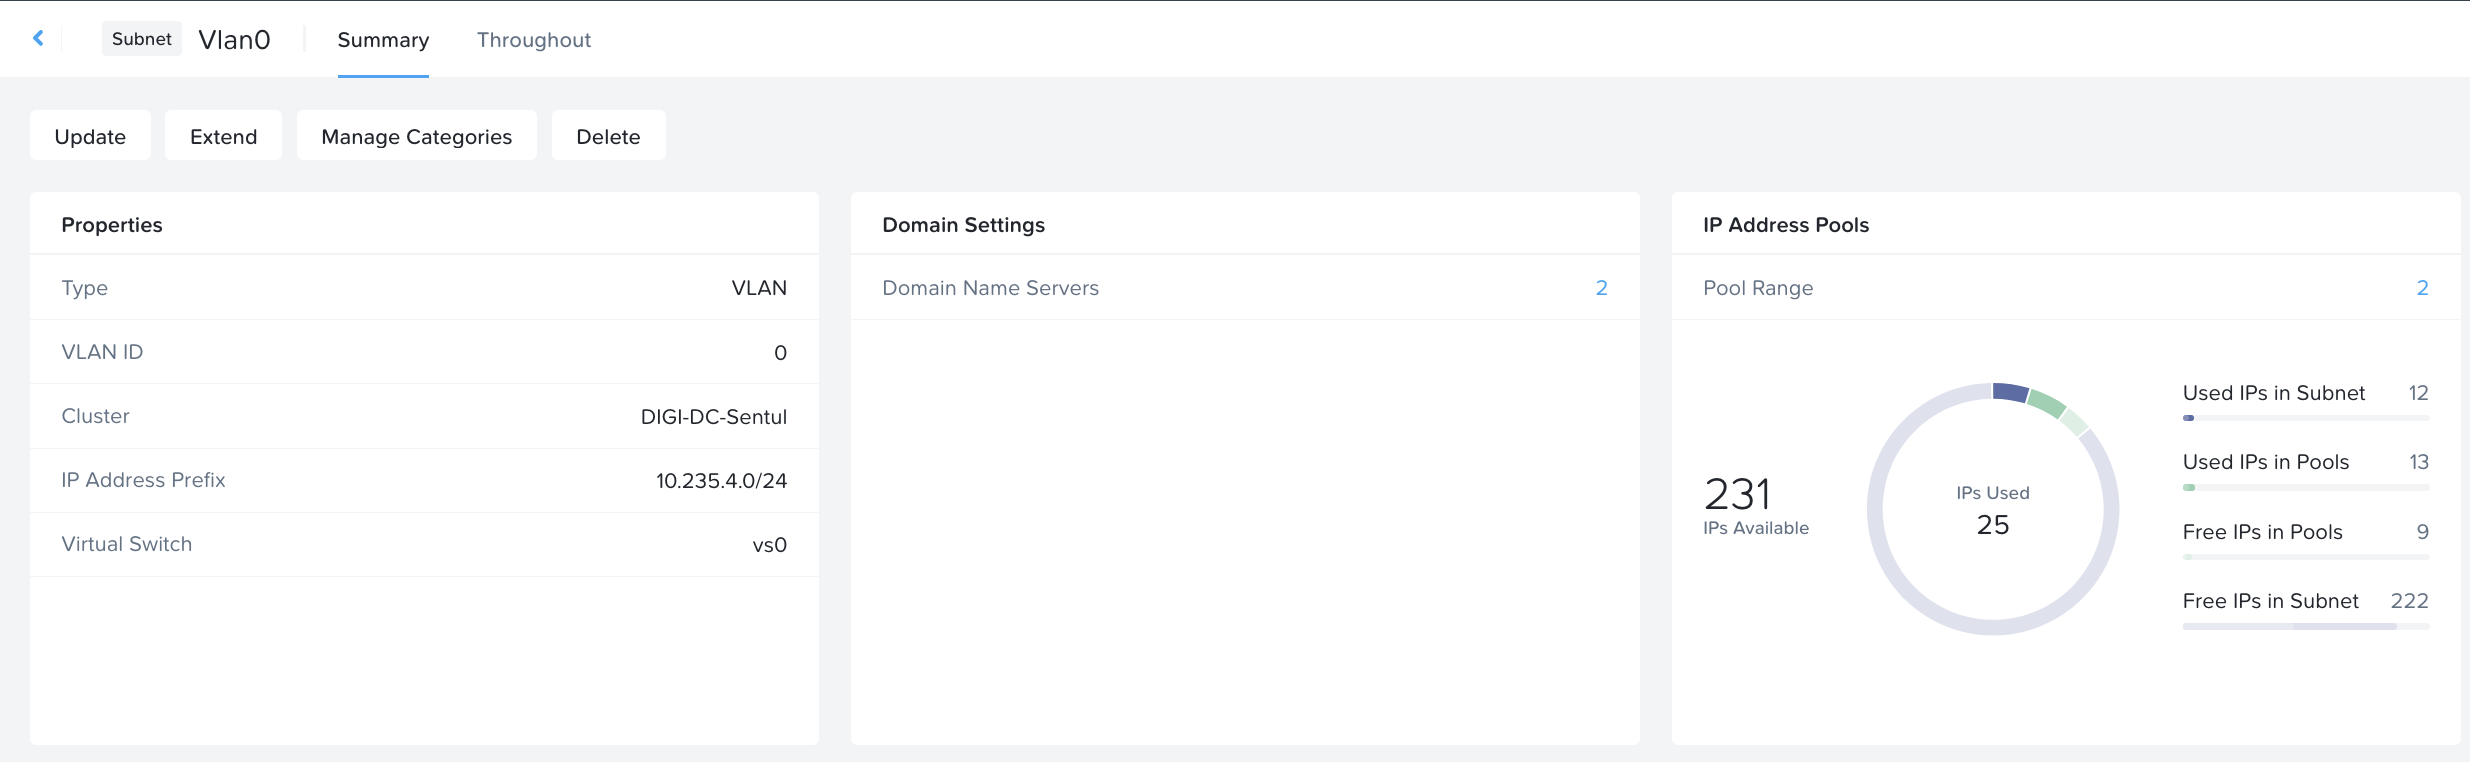 Subnet Vlan0 Summary Throughout
Update Extend Manage Categories Delete
Properties
Type VLAN
VLAN ID 0
Cluster DIGI-DC-Sentul
IP Address Prefix 10.235.4.0/24
Virtual Switch vs0
Domain Settings
Domain Name Servers 2
IP Address Pools
Pool Range 2
231
IPs Available
IPs Used
25
Used IPs in Subnet 12
Used IPs in Pools 13
Free IPs in Pools 9
Free IPs in Subnet 222